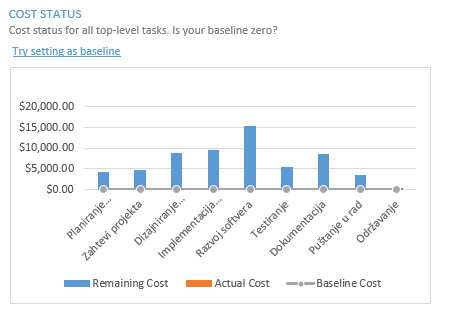 COST STATUS
Cost status for all top-level tasks. Is your baseline zero?
Try setting as baseline
$20,000.00
$15,000.00
$10,000.00
$5,000.00
$0.00
Planiranje...
Zahtevi projekta
Dizajniranje...
Implementacija...
Razvoj softvera
Testiranje
Dokumentacija
Puštanje u rad
Održavanje
Remaining Cost
Actual Cost
Baseline Cost